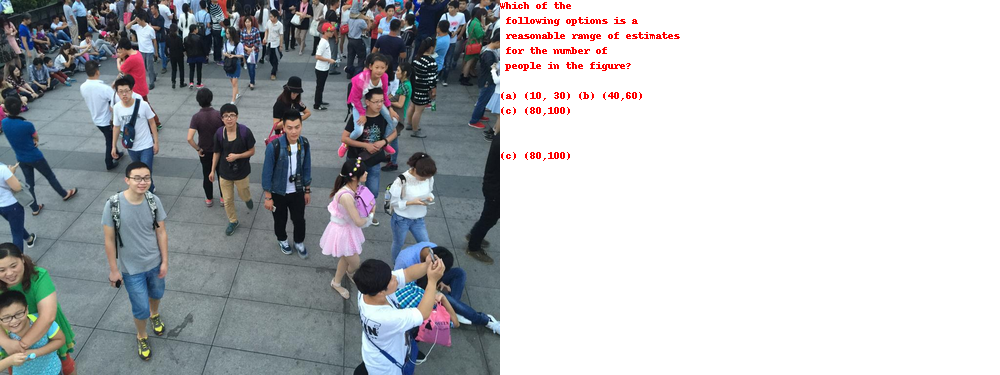 Which of the
following options is a
reasonable range of estimates
for the number of
people in the figure?
(a) (10, 30) (b) (40,60)
(c) (80,100)
(c) (80,100)